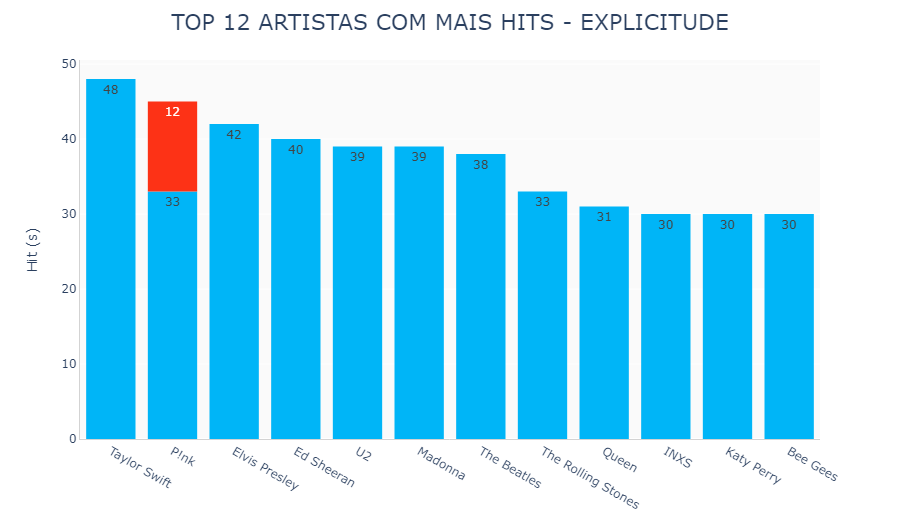 TOP 12 ARTISTAS COM MAIS HITS - EXPLICITUDE
50
40
30
20
10
0
Hit (s)
48
12
33
42
40
39
39
38
33
31
30
30
30
Taylor Swift
P!nk
Elvis Presley
Ed Sheeran
U2
Madonna
The Beatles
The Rolling Stones
Queen
INXS
Katy Perry
Bee Gees